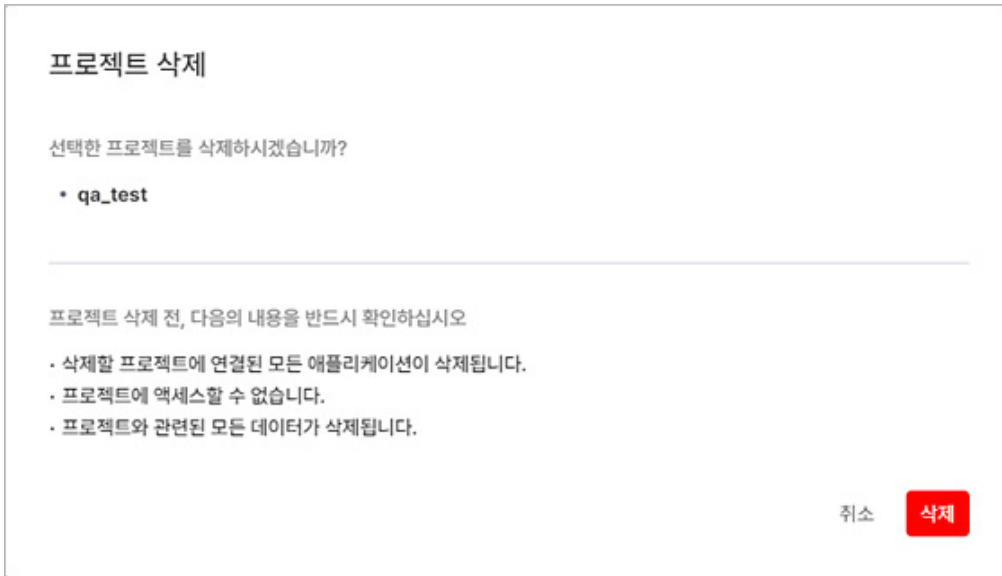 프로젝트 삭제
선택한 프로젝트를 삭제하시겠습니까?
• qa_test
프로젝트 삭제 전, 다음의 내용을 반드시 확인하십시오
· 삭제할 프로젝트에 연결된 모든 애플리케이션이 삭제됩니다.
· 프로젝트에 액세스할 수 없습니다.
· 프로젝트와 관련된 모든 데이터가 삭제됩니다.
취소 삭제